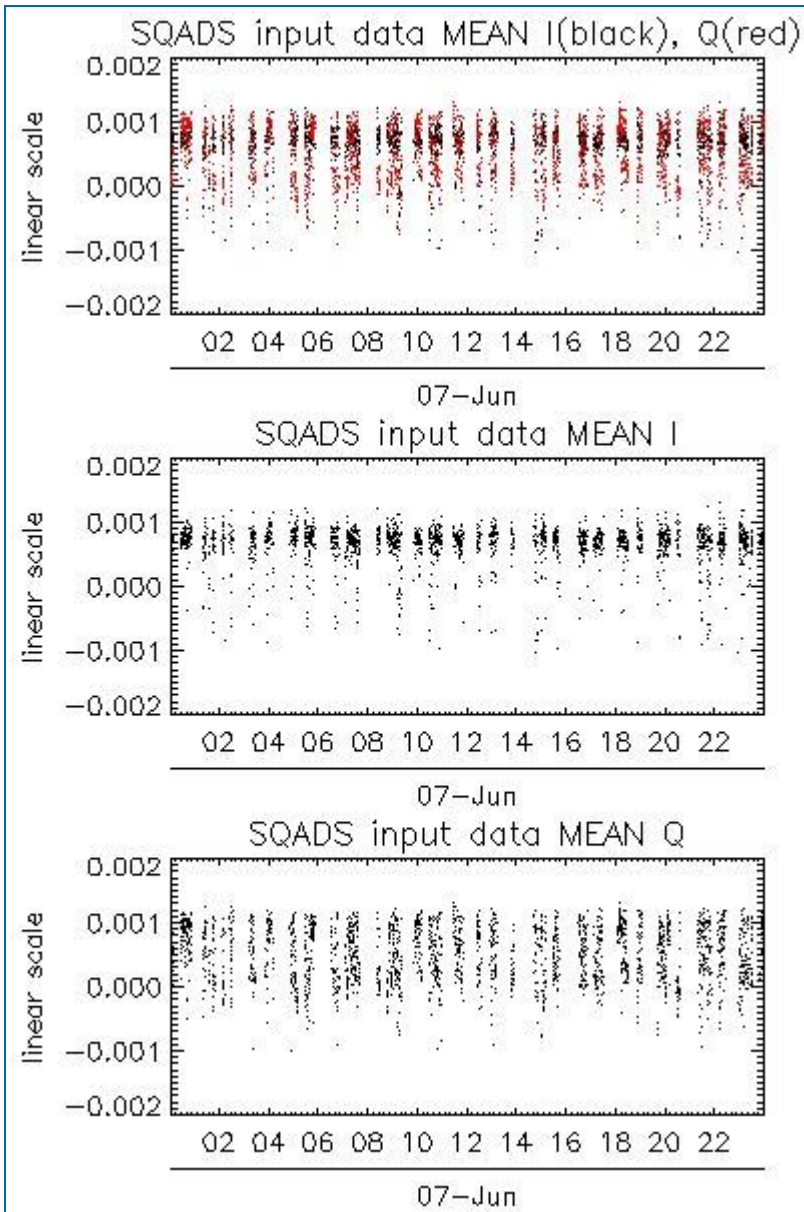 SQADS input data MEAN I(black), Q(red)
0.002
0.001
0.000
−0.001
−0.002
linear scale
02 04 06 08 10 12 14 16 18 20 22
07-Jun
SQADS input data MEAN I
0.002
0.001
0.000
−0.001
−0.002
linear scale
02 04 06 08 10 12 14 16 18 20 22
07-Jun
SQADS input data MEAN Q
0.002
0.001
0.000
−0.001
−0.002
linear scale
02 04 06 08 10 12 14 16 18 20 22
07-Jun